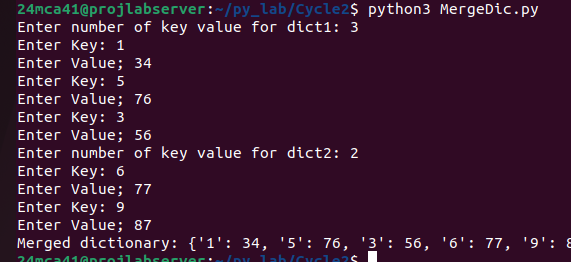 24mca41@projlabserver:~/py_lab/Cycle2$ python3 MergeDic.py
Enter number of key value for dict1: 3
Enter Key: 1
Enter Value; 34
Enter Key: 5
Enter Value; 76
Enter Key: 3
Enter Value; 56
Enter number of key value for dict2: 2
Enter Key: 6
Enter Value; 77
Enter Key: 9
Enter Value; 87
Merged dictionary: {'1': 34, '5': 76, '3': 56, '6': 77, '9': 8
24mca41@projlabserver:~/py_lab/Cycle2$